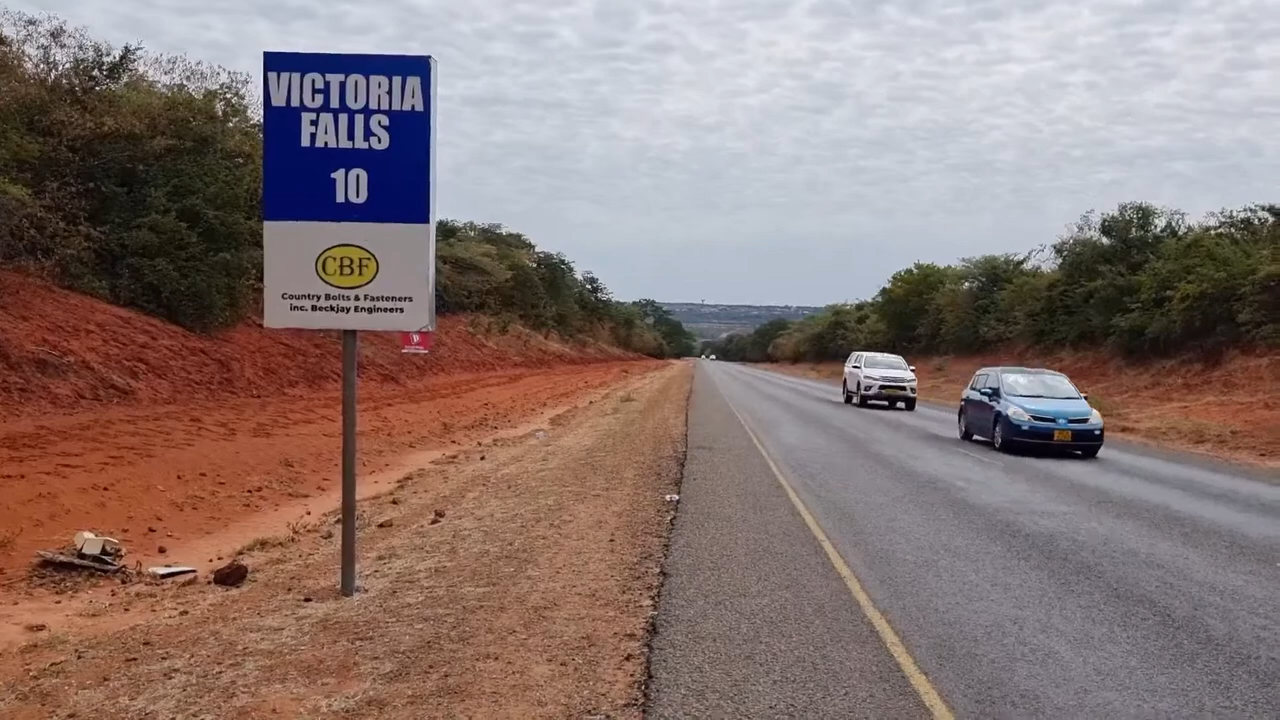 VICTORIA
FALLS
10
CBF
Country Bolts & Fasteners
inc. Beckjay Engineers